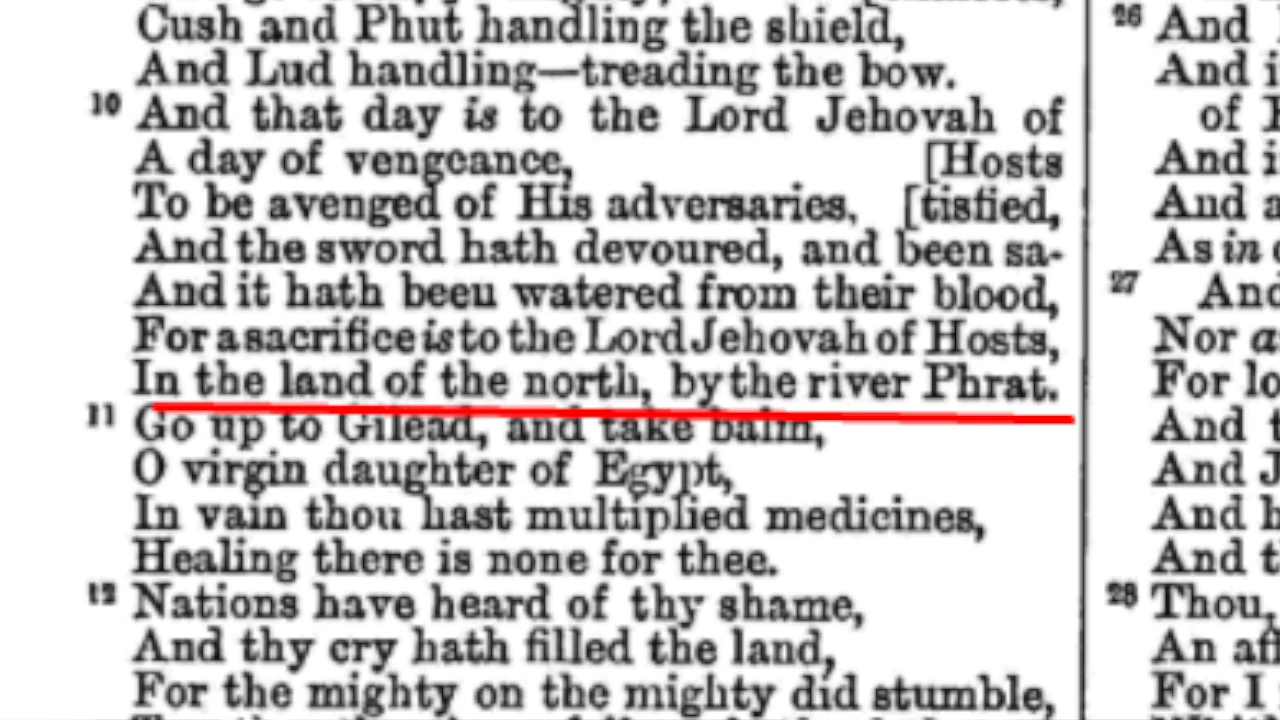 Cush and Phut handling the shield,
And Lud handling—treading the bow.
10 And that day is to the Lord Jehovah of
A day of vengeance, [Hosts
To be avenged of His adversaries. [tisfied,
And the sword hath devoured, and been sa-
And it hath been watered from their blood,
For a sacrifice is to the Lord Jehovah of Hosts,
In the land of the north, by the river Phrat.
11 Go up to Gilead, and take balm,
O virgin daughter of Egypt,
In vain thou hast multiplied medicines,
Healing there is none for thee.
12 Nations have heard of thy shame,
And thy cry hath filled the land,
For the mighty on the mighty did stumble,
26 And
And
of
And
And
As in
27 And
Nor
For
And
And
And
And
28 Thou,
An
For I